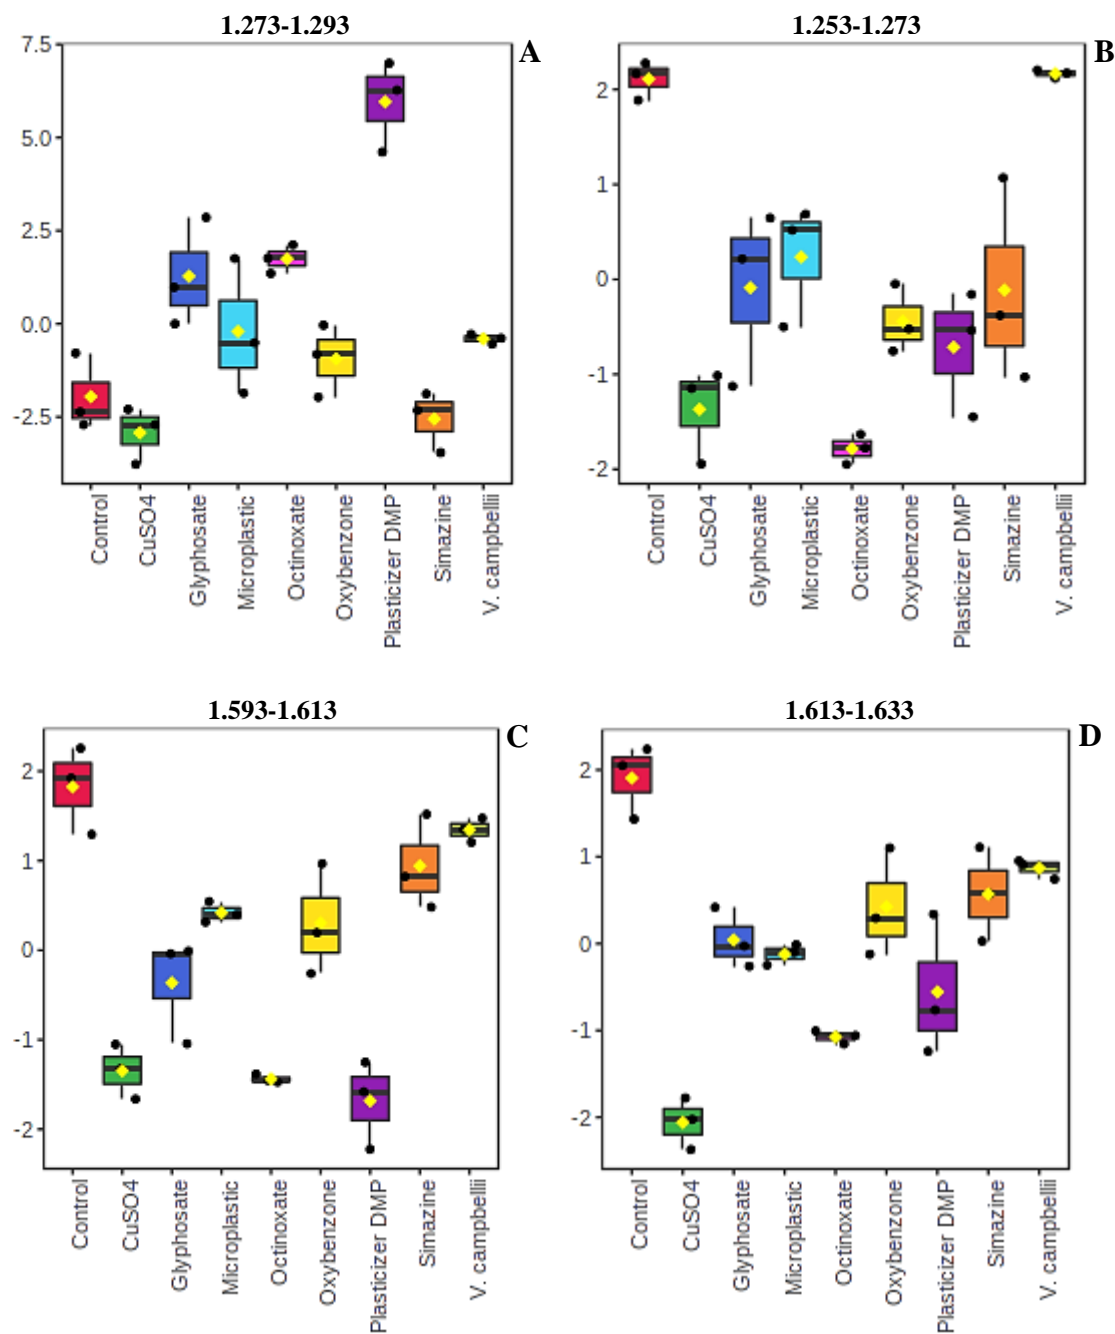 1.273-1.293
A
7.5
5.0
2.5
0.0
-2.5
Control
CuSO4
Glyphosate
Microplastic
Octinoxate
Oxybenzone
Plasticizer DMP
Simazine
V. campbellii
1.253-1.273
B
2
1
0
-1
-2
Control
CuSO4
Glyphosate
Microplastic
Octinoxate
Oxybenzone
Plasticizer DMP
Simazine
V. campbellii
1.593-1.613
C
2
1
0
-1
-2
Control
CuSO4
Glyphosate
Microplastic
Octinoxate
Oxybenzone
Plasticizer DMP
Simazine
V. campbellii
1.613-1.633
D
2
1
0
-1
-2
Control
CuSO4
Glyphosate
Microplastic
Octinoxate
Oxybenzone
Plasticizer DMP
Simazine
V. campbellii